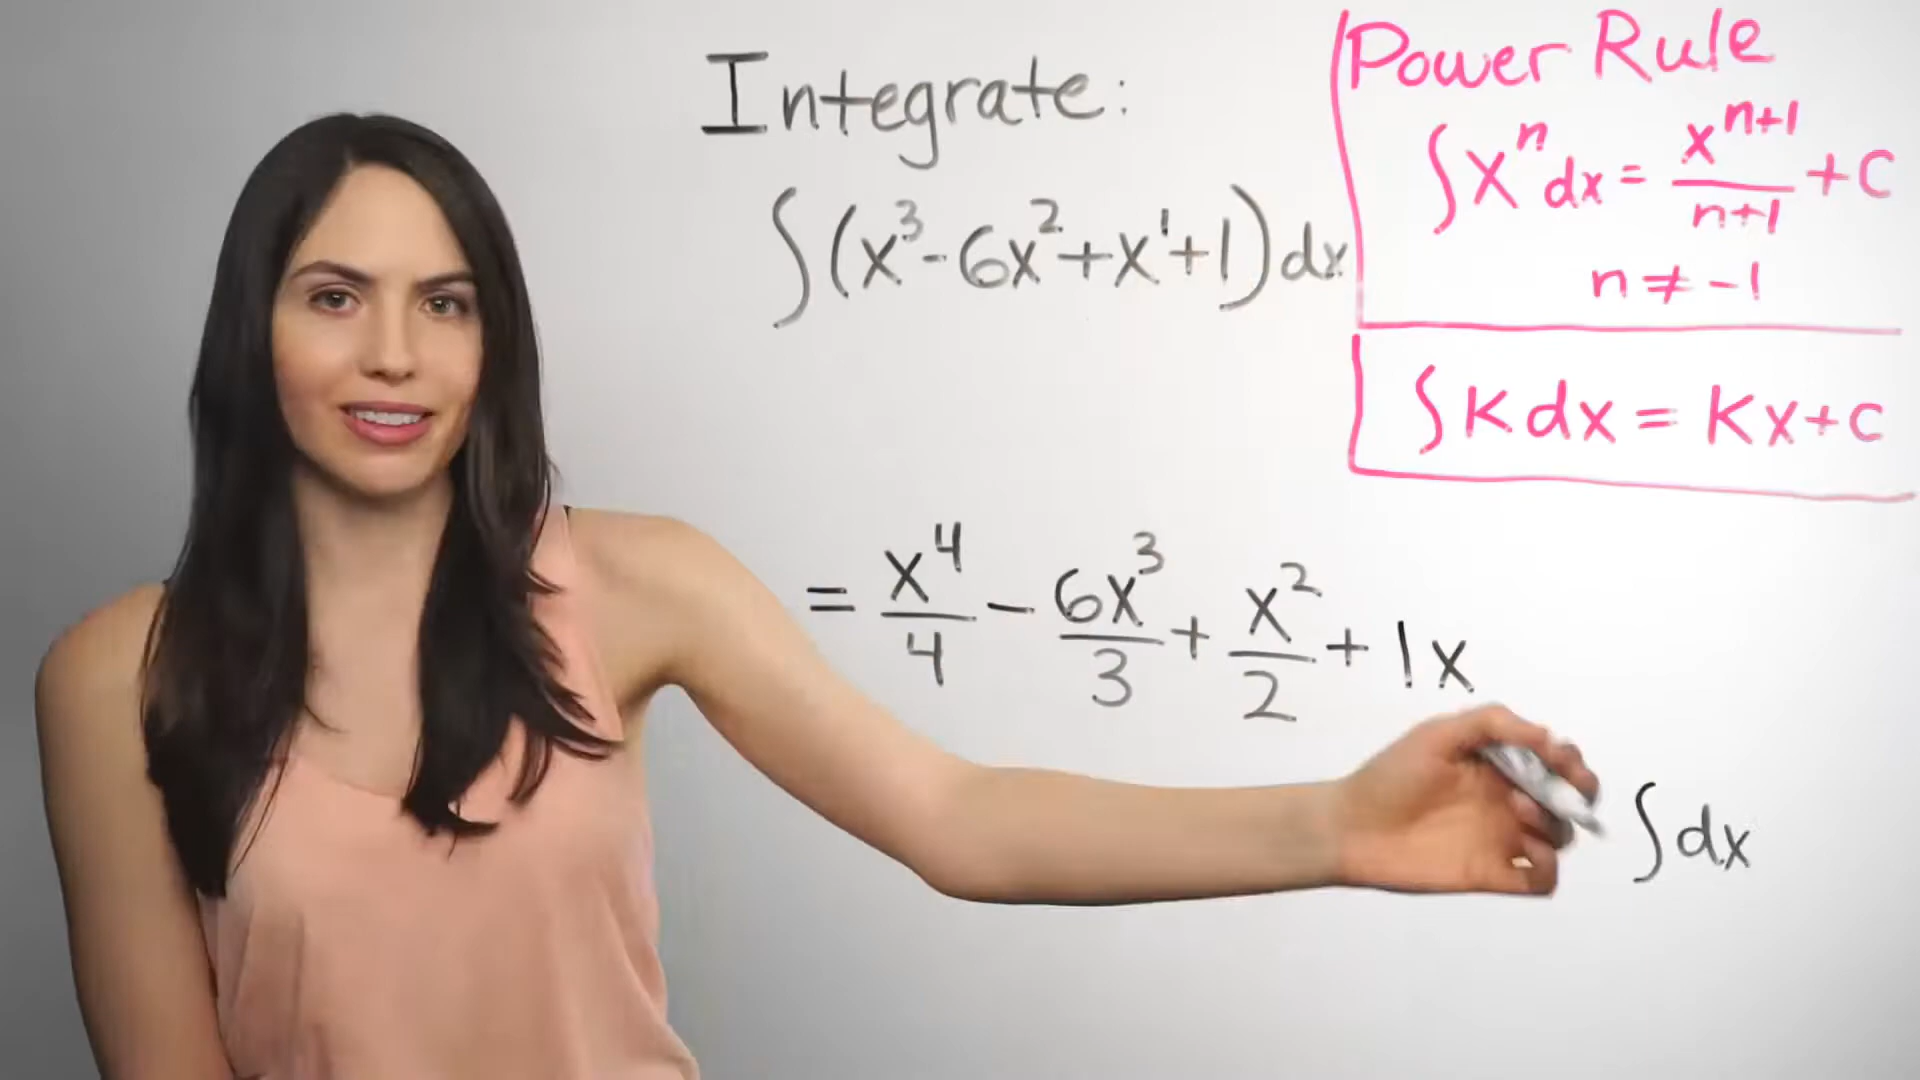 Integrate:
∫(x³-6x²+x¹+1)dx
Power Rule
∫xⁿdx = xⁿ⁺¹/n+1 + C
n ≠ -1
∫K dx = Kx+C
= x⁴/4 - 6x³/3 + x²/2 + 1x
∫dx